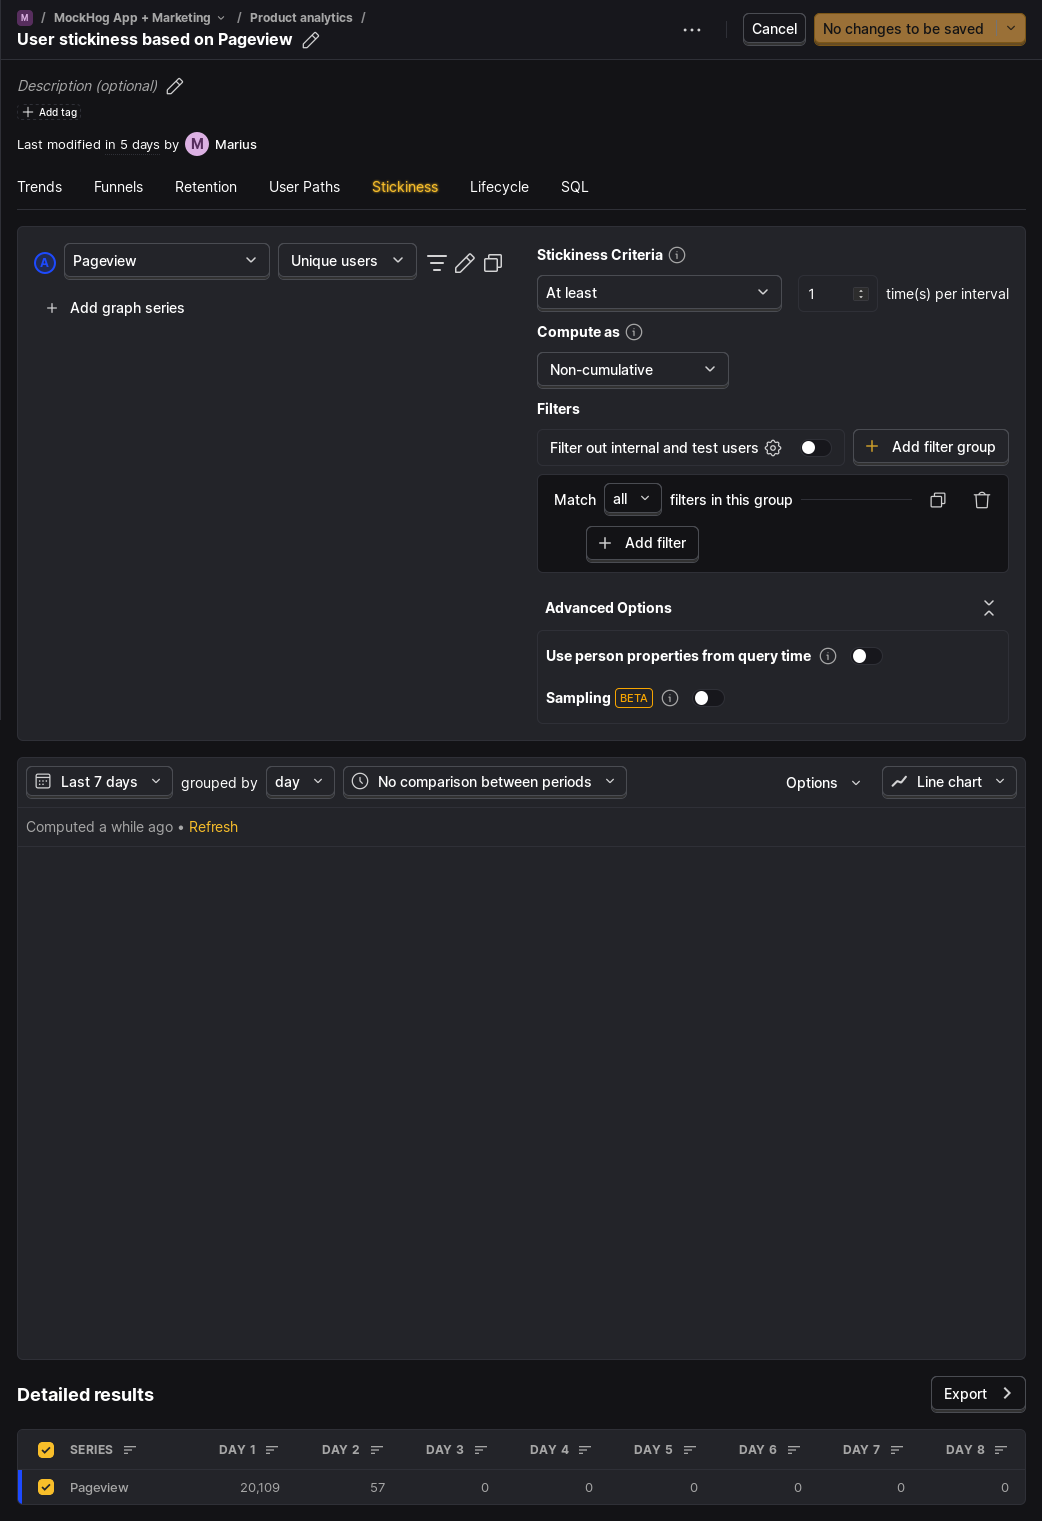 M / MockHog App + Marketing / Product analytics /
User stickiness based on Pageview
Cancel
No changes to be saved
Description (optional)
Add tag
Last modified in 5 days by M Marius
Trends Funnels Retention User Paths Stickiness Lifecycle SQL
A Pageview Unique users
Add graph series
Stickiness Criteria
At least 1 time(s) per interval
Compute as
Non-cumulative
Filters
Filter out internal and test users Add filter group
Match all filters in this group
Add filter
Advanced Options
Use person properties from query time
Sampling BETA
Last 7 days grouped by day No comparison between periods Options Line chart
Computed a while ago • Refresh
Detailed results Export
SERIES DAY 1 DAY 2 DAY 3 DAY 4 DAY 5 DAY 6 DAY 7 DAY 8
Pageview 20,109 57 0 0 0 0 0 0